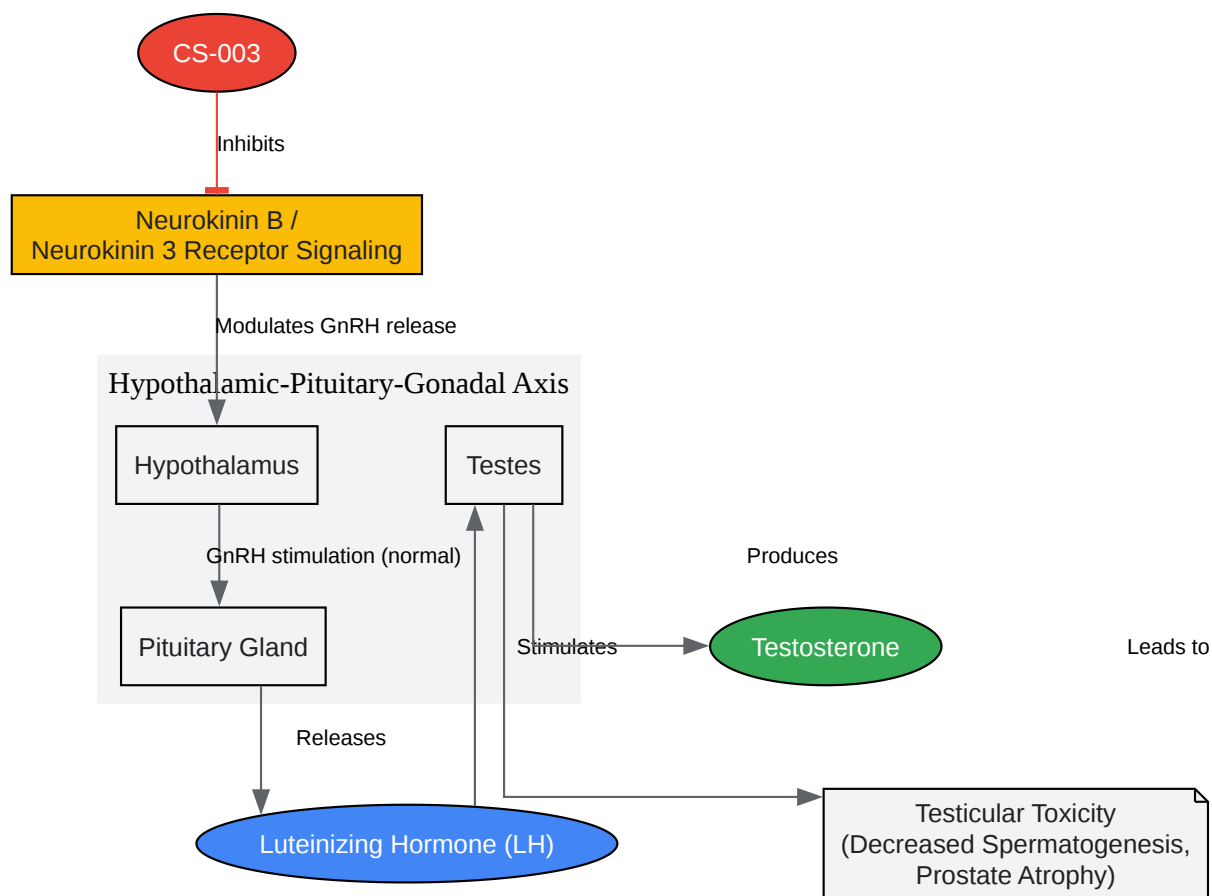 CS-003
Inhibits
Neurokinin B /
Neurokinin 3 Receptor Signaling
Modulates GnRH release
Hypothalamic-Pituitary-Gonadal Axis
Hypothalamus
Testes
GnRH stimulation (normal)
Produces
Pituitary Gland
Stimulates
Testosterone
Leads to
Releases
Luteinizing Hormone (LH)
Testicular Toxicity
(Decreased Spermatogenesis,
Prostate Atrophy)